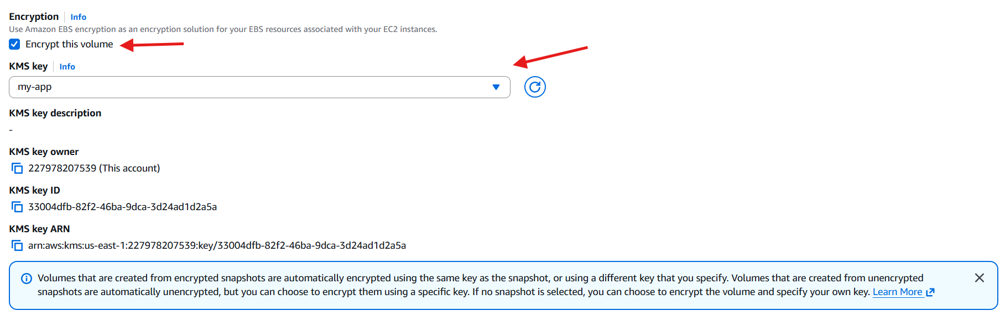 Encryption Info
Use Amazon EBS encryption as an encryption solution for your EBS resources associated with your EC2 instances.
Encrypt this volume
KMS key Info
my-app
KMS key description
-
KMS key owner
227978207539 (This account)
KMS key ID
33004dfb-82f2-46ba-9dca-3d24ad1d2a5a
KMS key ARN
arn:aws:kms:us-east-1:227978207539:key/33004dfb-82f2-46ba-9dca-3d24ad1d2a5a
Volumes that are created from encrypted snapshots are automatically encrypted using the same key as the snapshot, or using a different key that you specify. Volumes that are created from unencrypted
snapshots are automatically unencrypted, but you can choose to encrypt them using a specific key. If no snapshot is selected, you can choose to encrypt the volume and specify your own key. Learn More